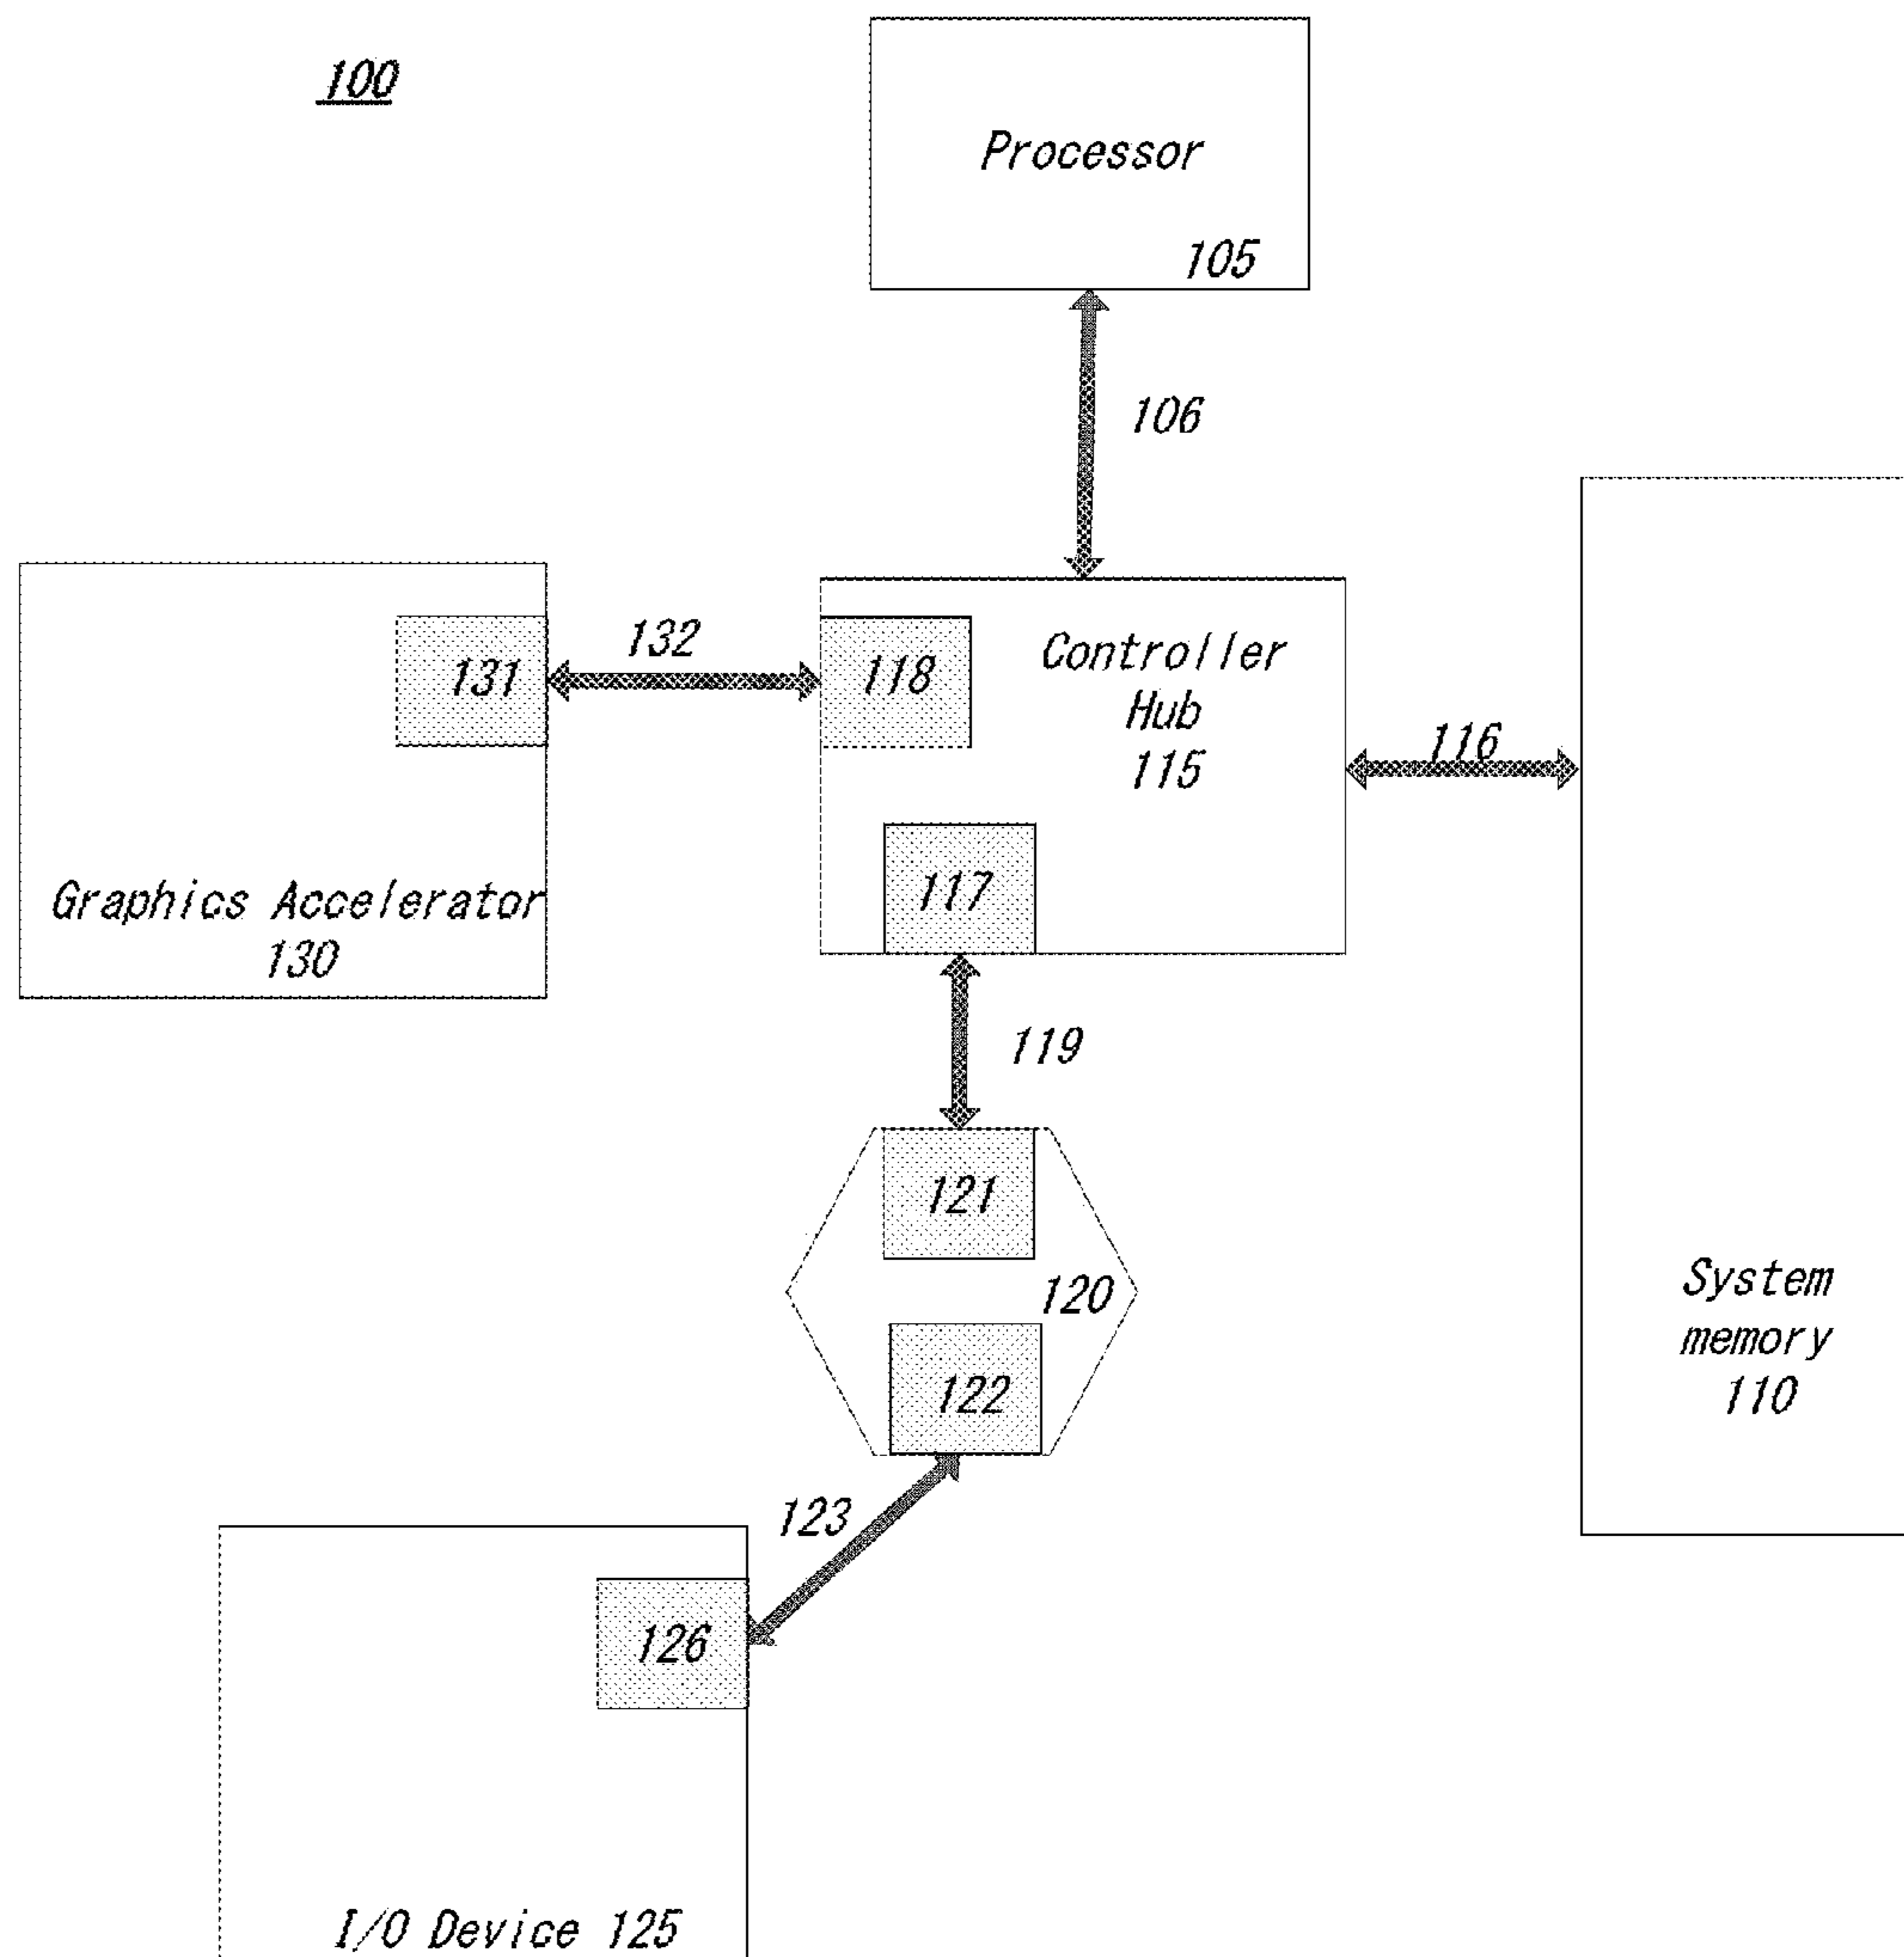 100
Processor
105
106
132
131
118
Controller
Hub
115
116
117
Graphics Accelerator
130
119
121
120
122
System
memory
110
123
126
I/O Device 125